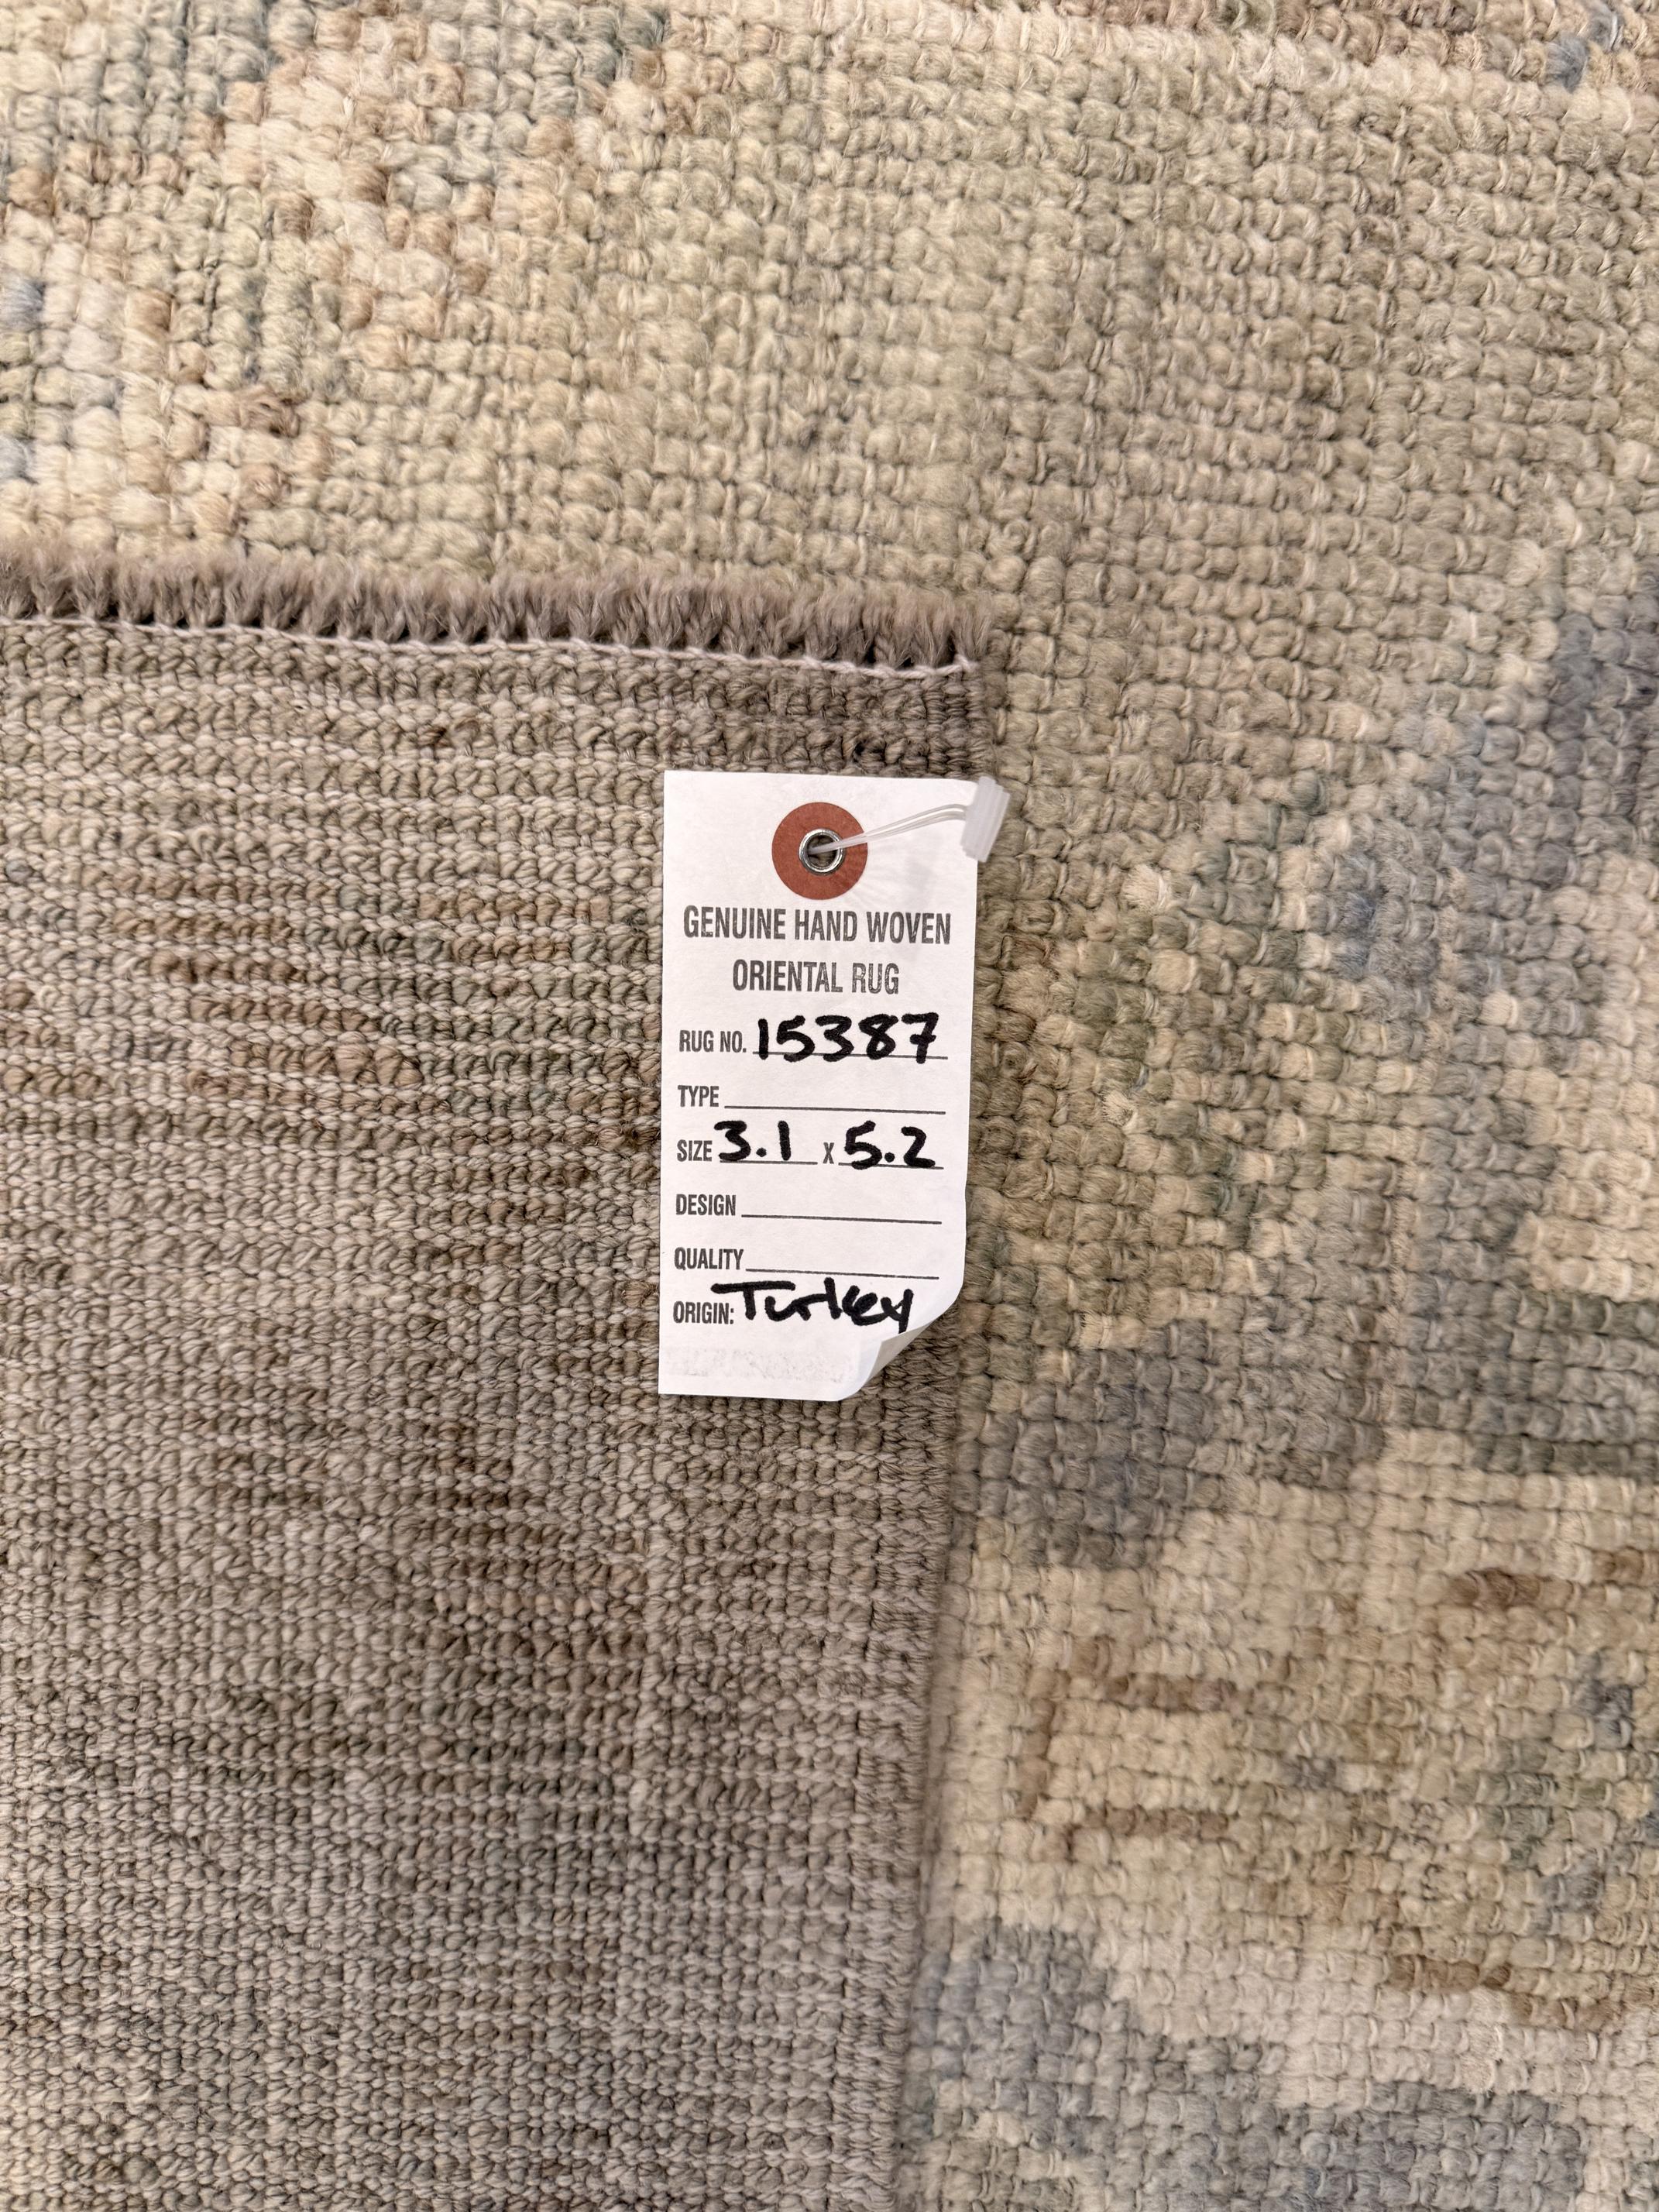 GENUINE HAND WOVEN
ORIENTAL RUG
RUG NO. 15387
TYPE
SIZE 3.1 X 5.2
DESIGN
QUALITY
ORIGIN: Turkey